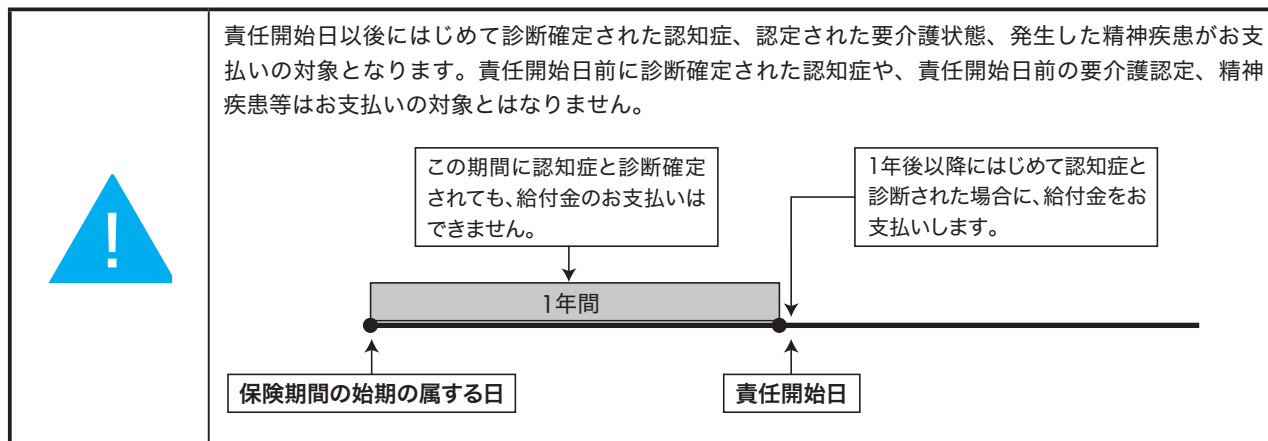 責任開始日以後にはじめて診断確定された認知症、認定された要介護状態、発生した精神疾患がお支
払いの対象となります。責任開始日前に診断確定された認知症や、責任開始日前の要介護認定、精神
疾患等はお支払いの対象とはなりません。
この期間に認知症と診断確定
されても、給付金のお支払いは
できません。
1年後以降にはじめて認知症と
診断された場合に、給付金をお
支払いします。
!
1年間
保険期間の始期の属する日
責任開始日